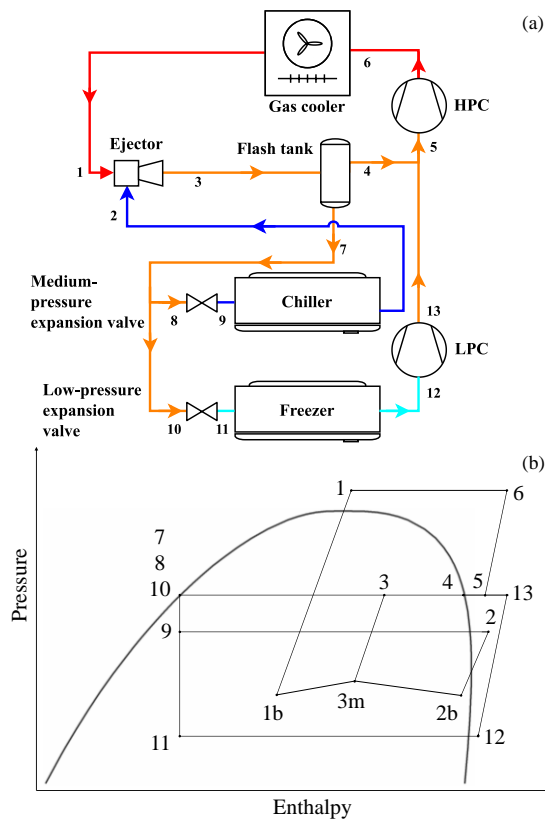 (a)
6
Gas cooler
HPC
Ejector
Flash tank
5
1
3
4
2
7
Medium-
pressure
expansion valve
Chiller
8
9
13
LPC
Low-pressure
expansion
valve
Freezer
12
10
11
(b)
1
6
7
8
10
3
4
5
13
9
2
1b
3m
2b
11
12
Pressure
Enthalpy